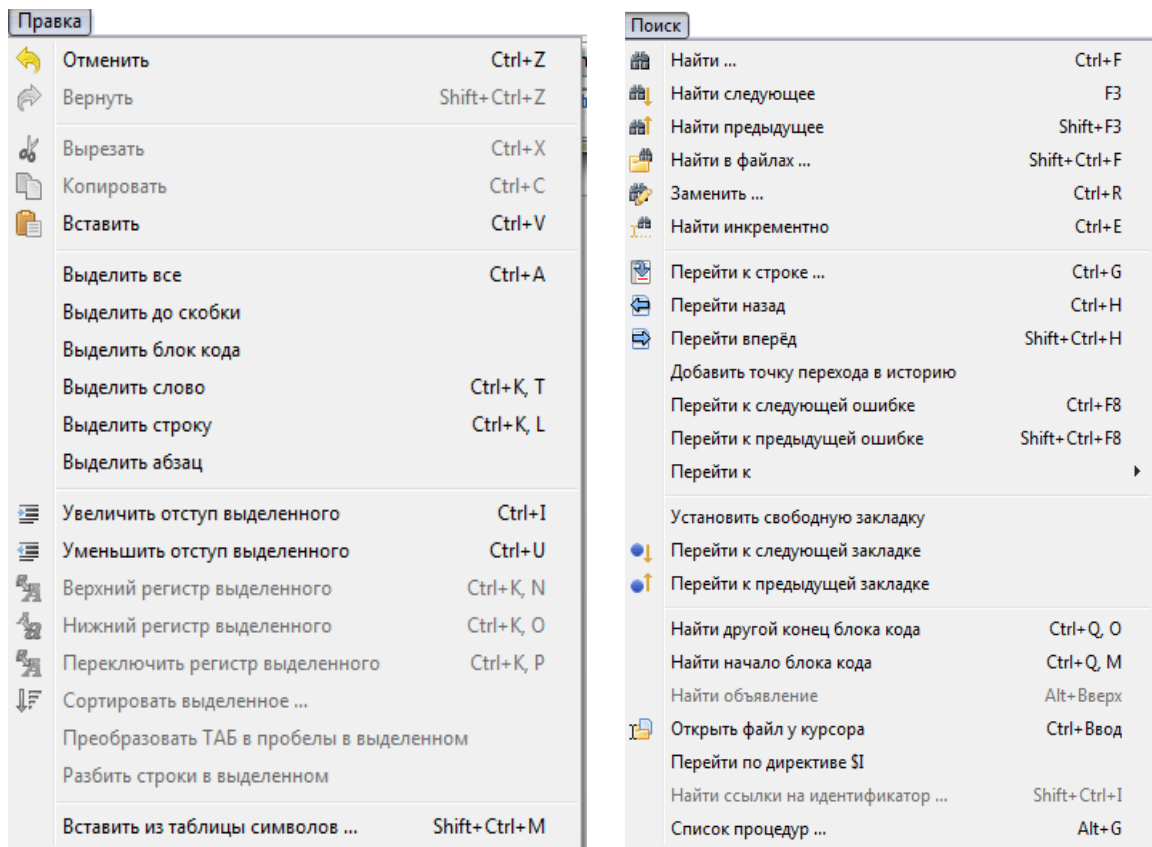 Правка
Отменить Ctrl+Z
Вернуть Shift+Ctrl+Z
Вырезать Ctrl+X
Копировать Ctrl+C
Вставить Ctrl+V
Выделить все Ctrl+A
Выделить до скобки
Выделить блок кода
Выделить слово Ctrl+K, T
Выделить строку Ctrl+K, L
Выделить абзац
Увеличить отступ выделенного Ctrl+I
Уменьшить отступ выделенного Ctrl+U
Верхний регистр выделенного Ctrl+K, N
Нижний регистр выделенного Ctrl+K, O
Переключить регистр выделенного Ctrl+K, P
Сортировать выделенное ...
Преобразовать ТАБ в пробелы в выделенном
Разбить строки в выделенном
Вставить из таблицы символов ... Shift+Ctrl+M
Поиск
Найти ... Ctrl+F
Найти следующее F3
Найти предыдущее Shift+F3
Найти в файлах ... Shift+Ctrl+F
Заменить ... Ctrl+R
Найти инкрементно Ctrl+E
Перейти к строке ... Ctrl+G
Перейти назад Ctrl+H
Перейти вперёд Shift+Ctrl+H
Добавить точку перехода в историю
Перейти к следующей ошибке Ctrl+F8
Перейти к предыдущей ошибке Shift+Ctrl+F8
Перейти к
Установить свободную закладку
Перейти к следующей закладке
Перейти к предыдущей закладке
Найти другой конец блока кода Ctrl+Q, O
Найти начало блока кода Ctrl+Q, M
Найти объявление Alt+Вверх
Открыть файл у курсора Ctrl+Ввод
Перейти по директиве $I
Найти ссылки на идентификатор ... Shift+Ctrl+I
Список процедур ... Alt+G